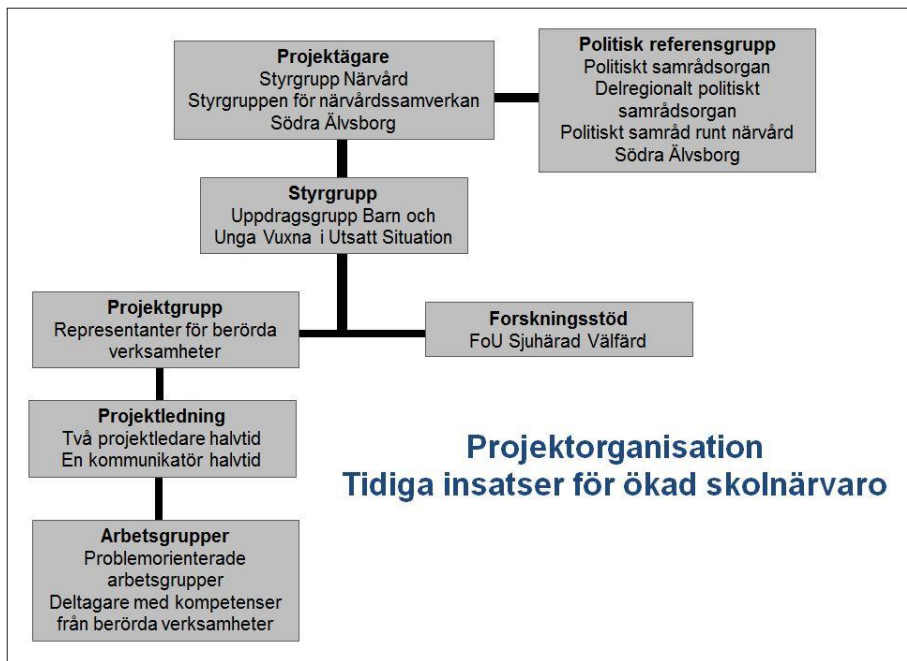 Projektägare
Styrgrupp Närvård
Styrgruppen för närvårdssamverkan
Södra Älvsborg
Politisk referensgrupp
Politiskt samrådsorgan
Delregionalt politiskt
samrådsorgan
Politiskt samråd runt närvård
Södra Älvsborg
Styrgrupp
Uppdragsgrupp Barn och
Unga Vuxna i Utsatt Situation
Projektgrupp
Representanter för berörda
verksamheter
Forskningsstöd
FoU Sjuhärad Välfärd
Projektledning
Två projektledare halvtid
En kommunikatör halvtid
Projektorganisation
Tidiga insatser för ökad skolnärvaro
Arbetsgrupper
Problemorienterade
arbetsgrupper
Deltagare med kompetenser
från berörda verksamheter